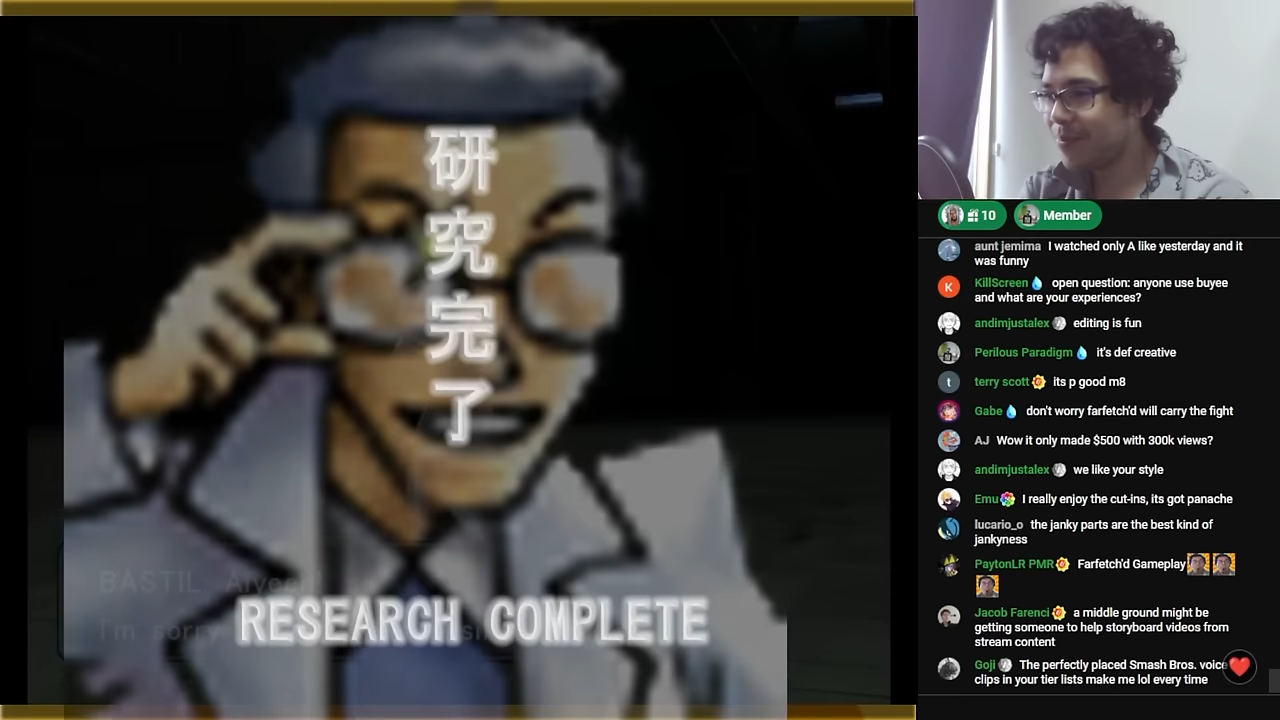 研究完了
BASTIL
I'm sorry
RESEARCH COMPLETE
10
Member
aunt jemima I watched only A like yesterday and it
was funny
K
KillScreen open question: anyone use buyee
and what are your experiences?
andimjustalex editing is fun
Perilous Paradigm it's def creative
t
terry scott its p good m8
Gabe don't worry farfetch'd will carry the fight
AJ Wow it only made $500 with 300k views?
andimjustalex we like your style
Emu I really enjoy the cut-ins, its got panache
lucario_o the janky parts are the best kind of
jankyness
PaytonLR PMR Farfetch'd Gameplay
Jacob Farenci a middle ground might be
getting someone to help storyboard videos from
stream content
Goji The perfectly placed Smash Bros. voice
clips in your tier lists make me lol every time